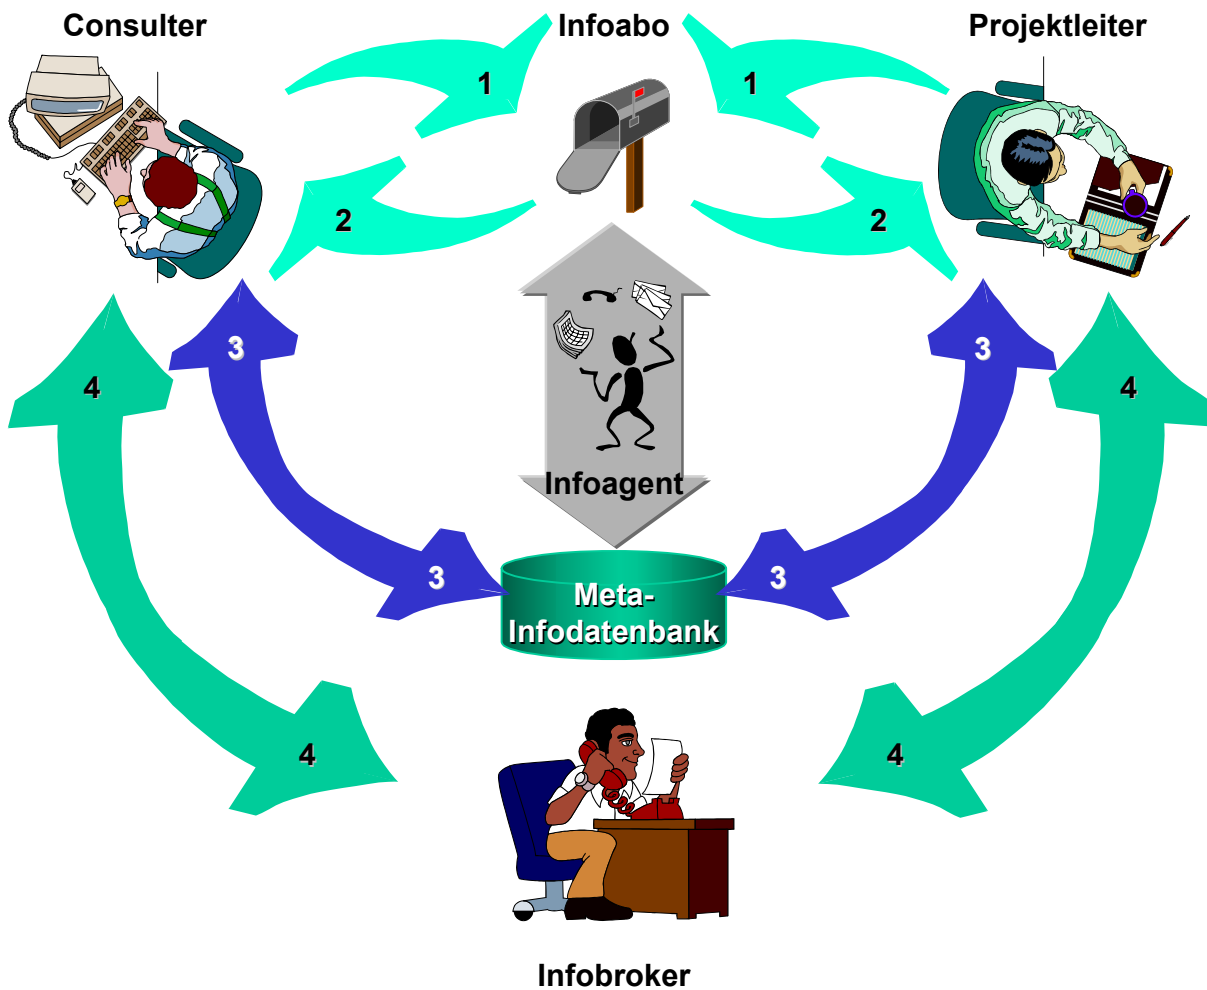 Consulter
Infoabo
Projektleiter
1
1
2
2
3
3
4
4
Infoagent
3
3
Meta-
Infodatenbank
4
4
Infobroker